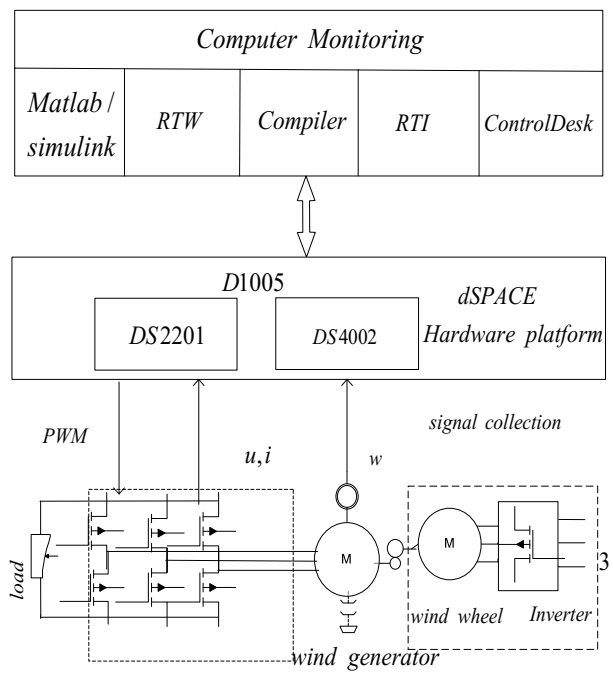 Computer Monitoring
Matlab /
simulink
RTW
Compiler
RTI
ControlDesk
D1005
dSPACE
Hardware platform
DS2201
DS4002
PWM
u,i
w
signal collection
load
M
M
3
wind wheel
Inverter
wind generator